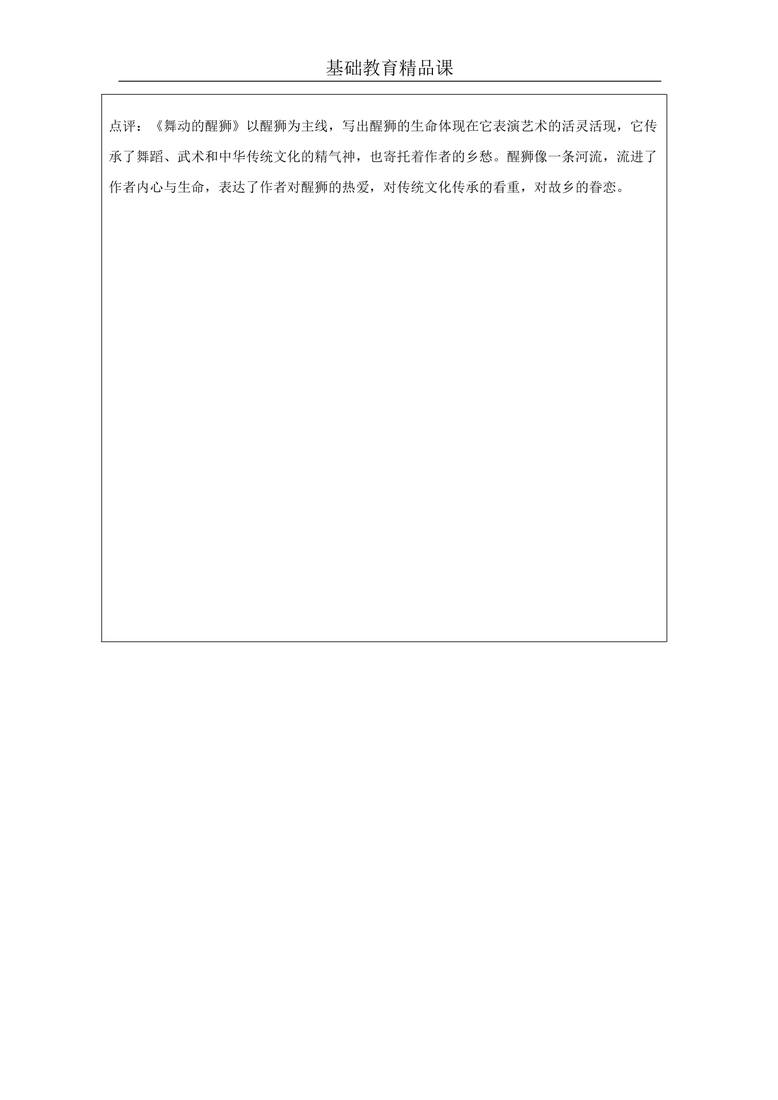 基础教育精品课
点评：《舞动的醒狮》以醒狮为主线，写出醒狮的生命体现在它表演艺术的活灵活现，它传
承了舞蹈、武术和中华传统文化的精气神，也寄托着作者的乡愁。醒狮像一条河流，流进了
作者内心与生命，表达了作者对醒狮的热爱，对传统文化传承的看重，对故乡的眷恋。